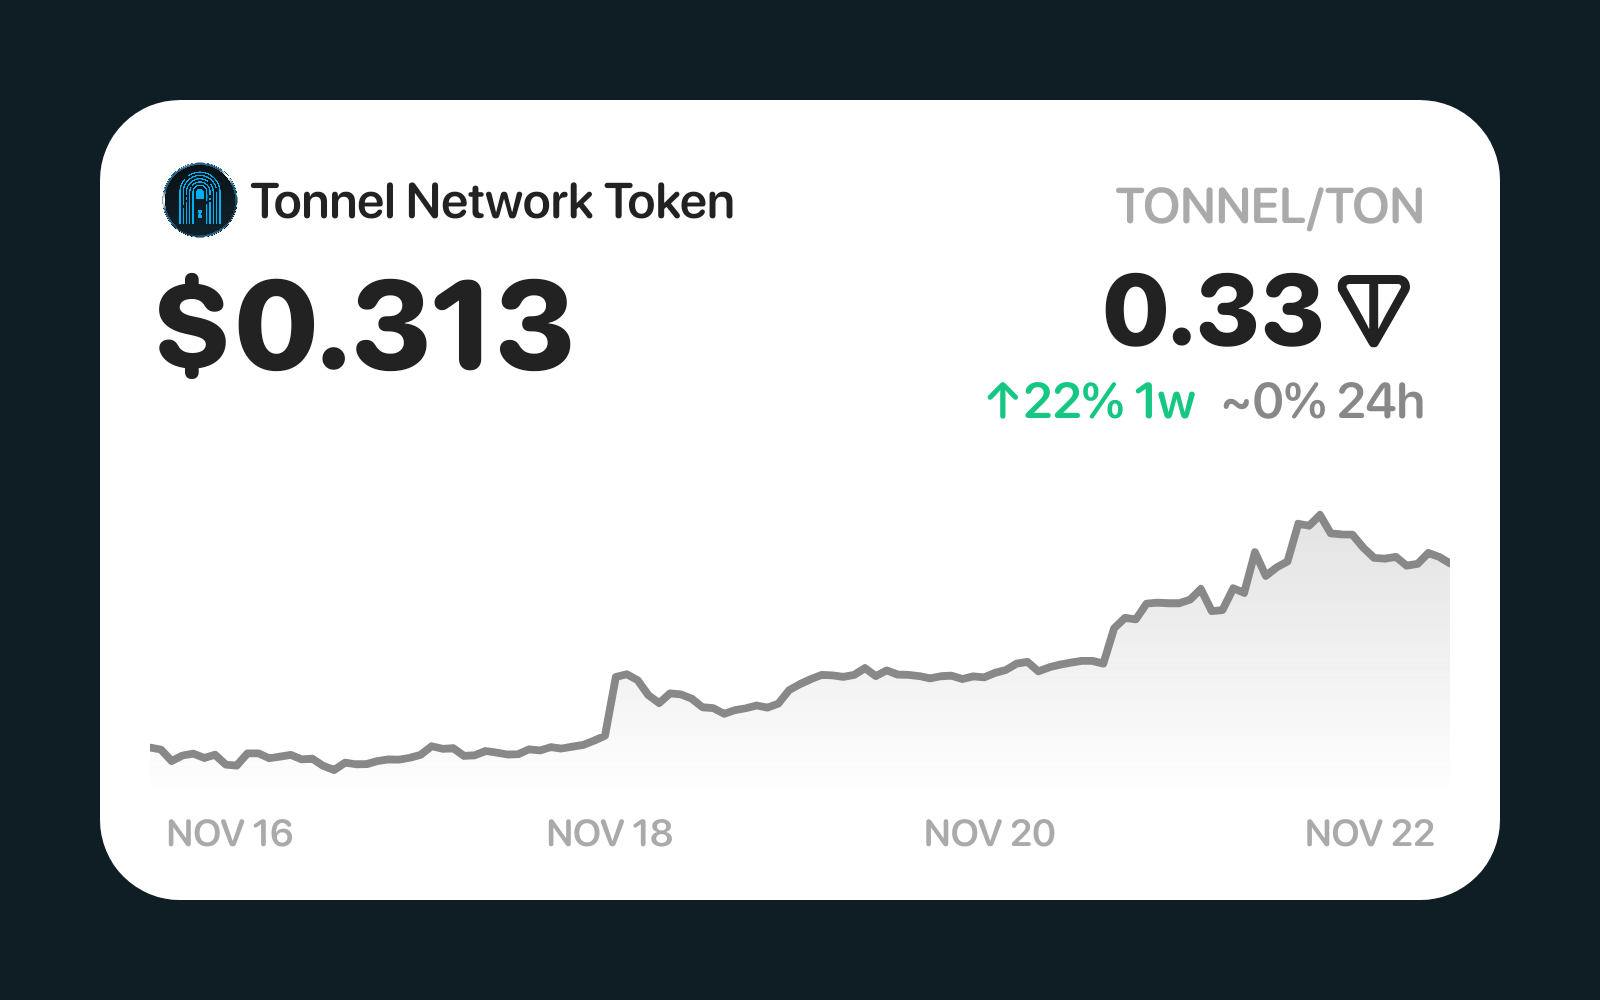 Tonnel Network Token
TONNEL/TON
$0.313
0.33
↑22% 1w ~0% 24h
NOV 16
NOV 18
NOV 20
NOV 22